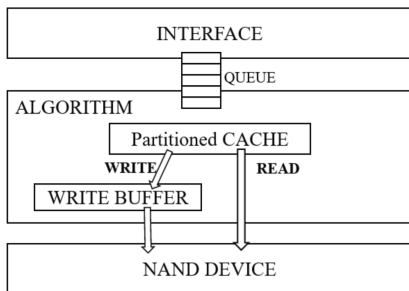 INTERFACE
QUEUE
ALGORITHM
Partitioned CACHE
WRITE
READ
WRITE BUFFER
NAND DEVICE